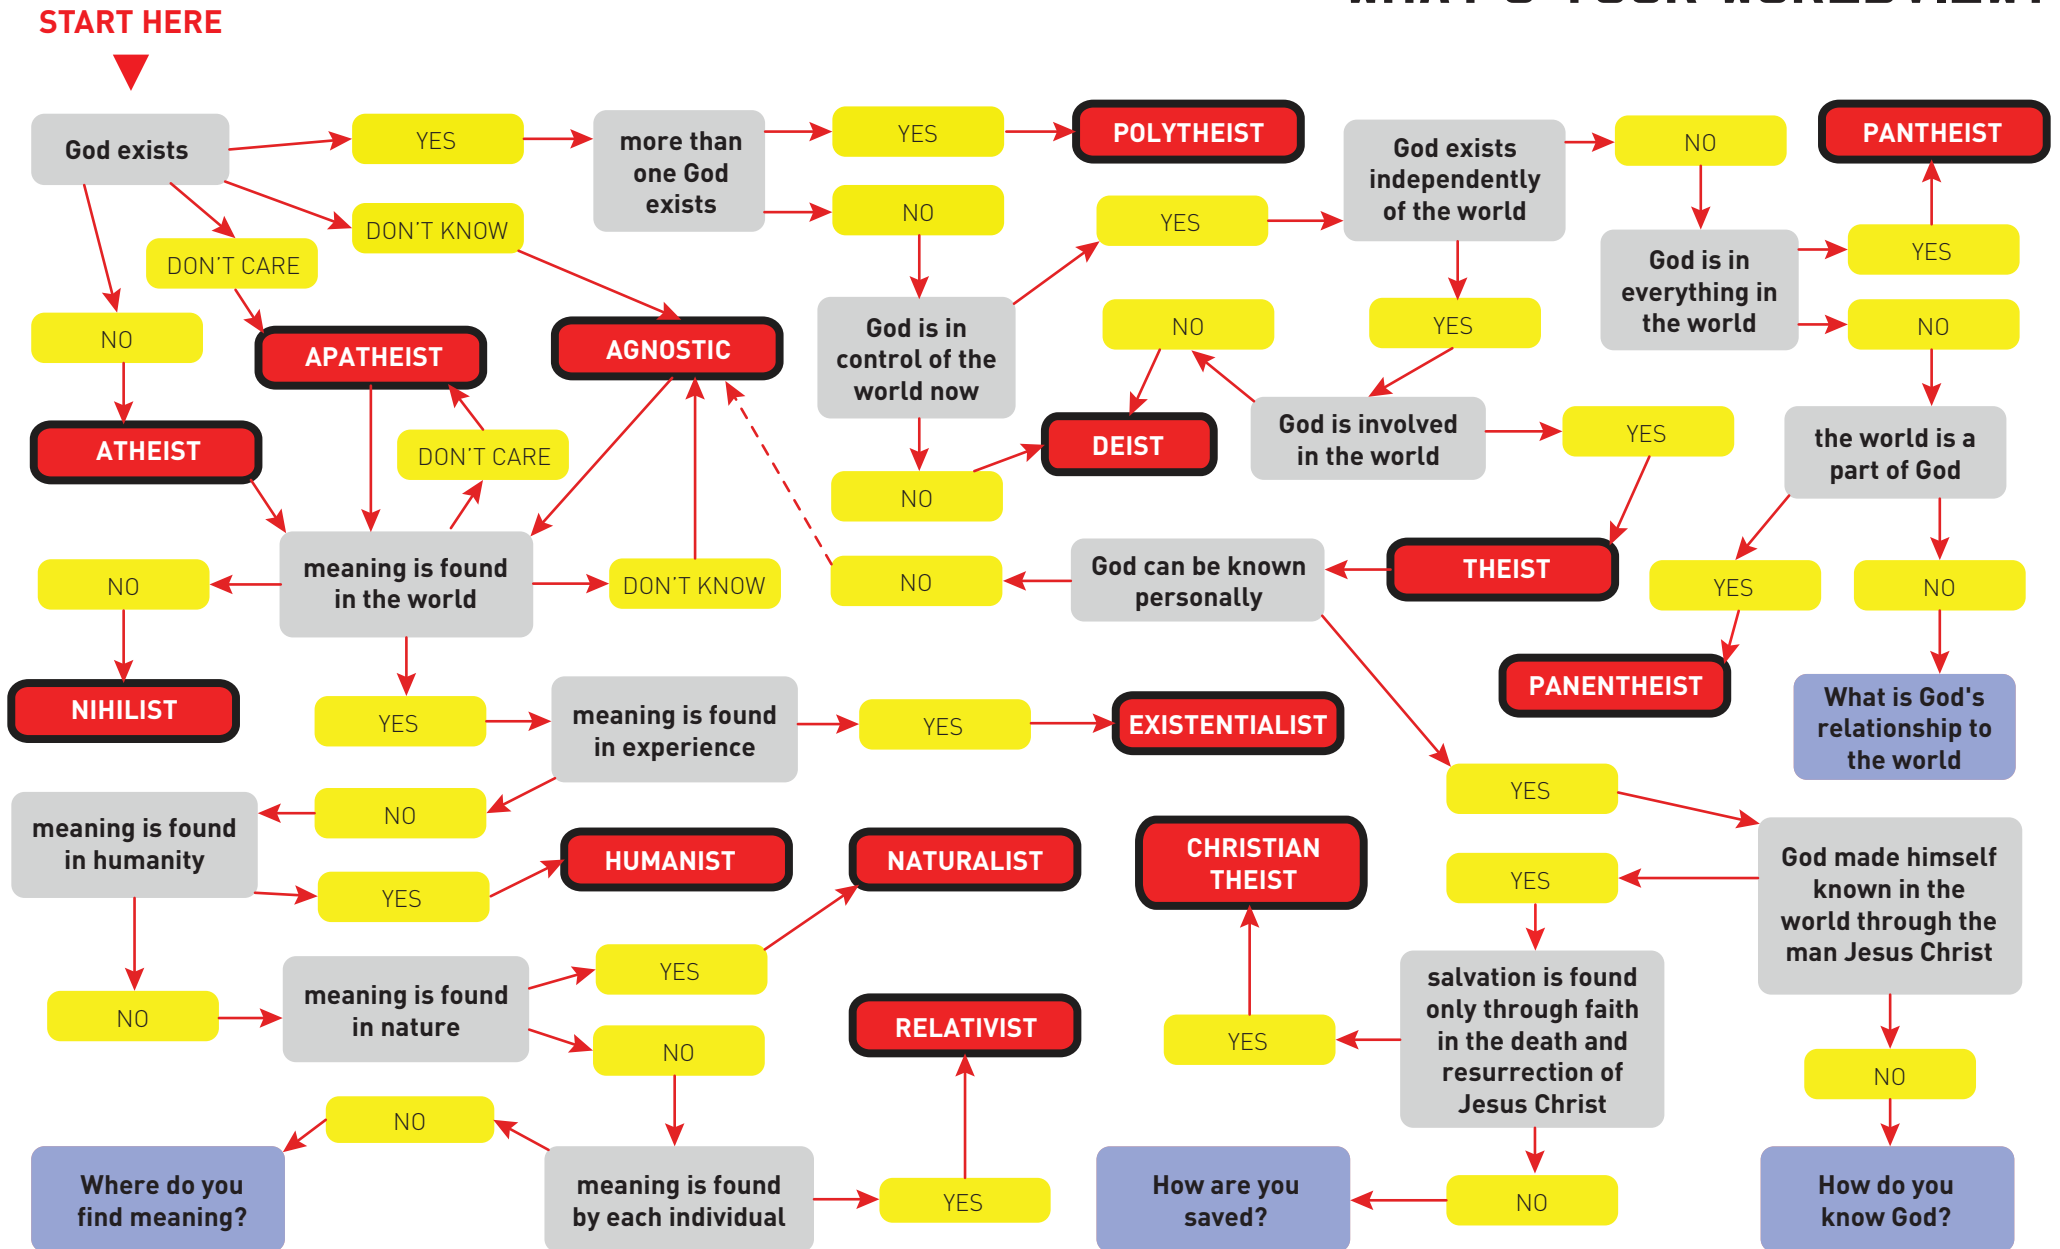 START HERE
God exists
YES
more than
one God
exists
YES
POLYTHEIST
God exists
independently
of the world
NO
PANTHEIST
DON'T KNOW
NO
YES
DON'T CARE
God is in
everything in
the world
YES
NO
APATHEIST
AGNOSTIC
God is in
control of the
world now
NO
YES
NO
ATHEIST
DON'T CARE
DEIST
God is involved
in the world
YES
the world is a
part of God
NO
NO
meaning is found
in the world
DON'T KNOW
NO
God can be known
personally
THEIST
YES
NO
NIHILIST
YES
meaning is found
in experience
YES
EXISTENTIALIST
PANENTHEIST
What is God's
relationship to
the world
meaning is found
in humanity
NO
YES
YES
HUMANIST
NATURALIST
CHRISTIAN
THEIST
YES
God made himself
known in the
world through the
man Jesus Christ
NO
meaning is found
in nature
YES
NO
RELATIVIST
YES
salvation is found
only through faith
in the death and
resurrection of
Jesus Christ
NO
NO
Where do you
find meaning?
meaning is found
by each individual
YES
How are you
saved?
NO
How do you
know God?